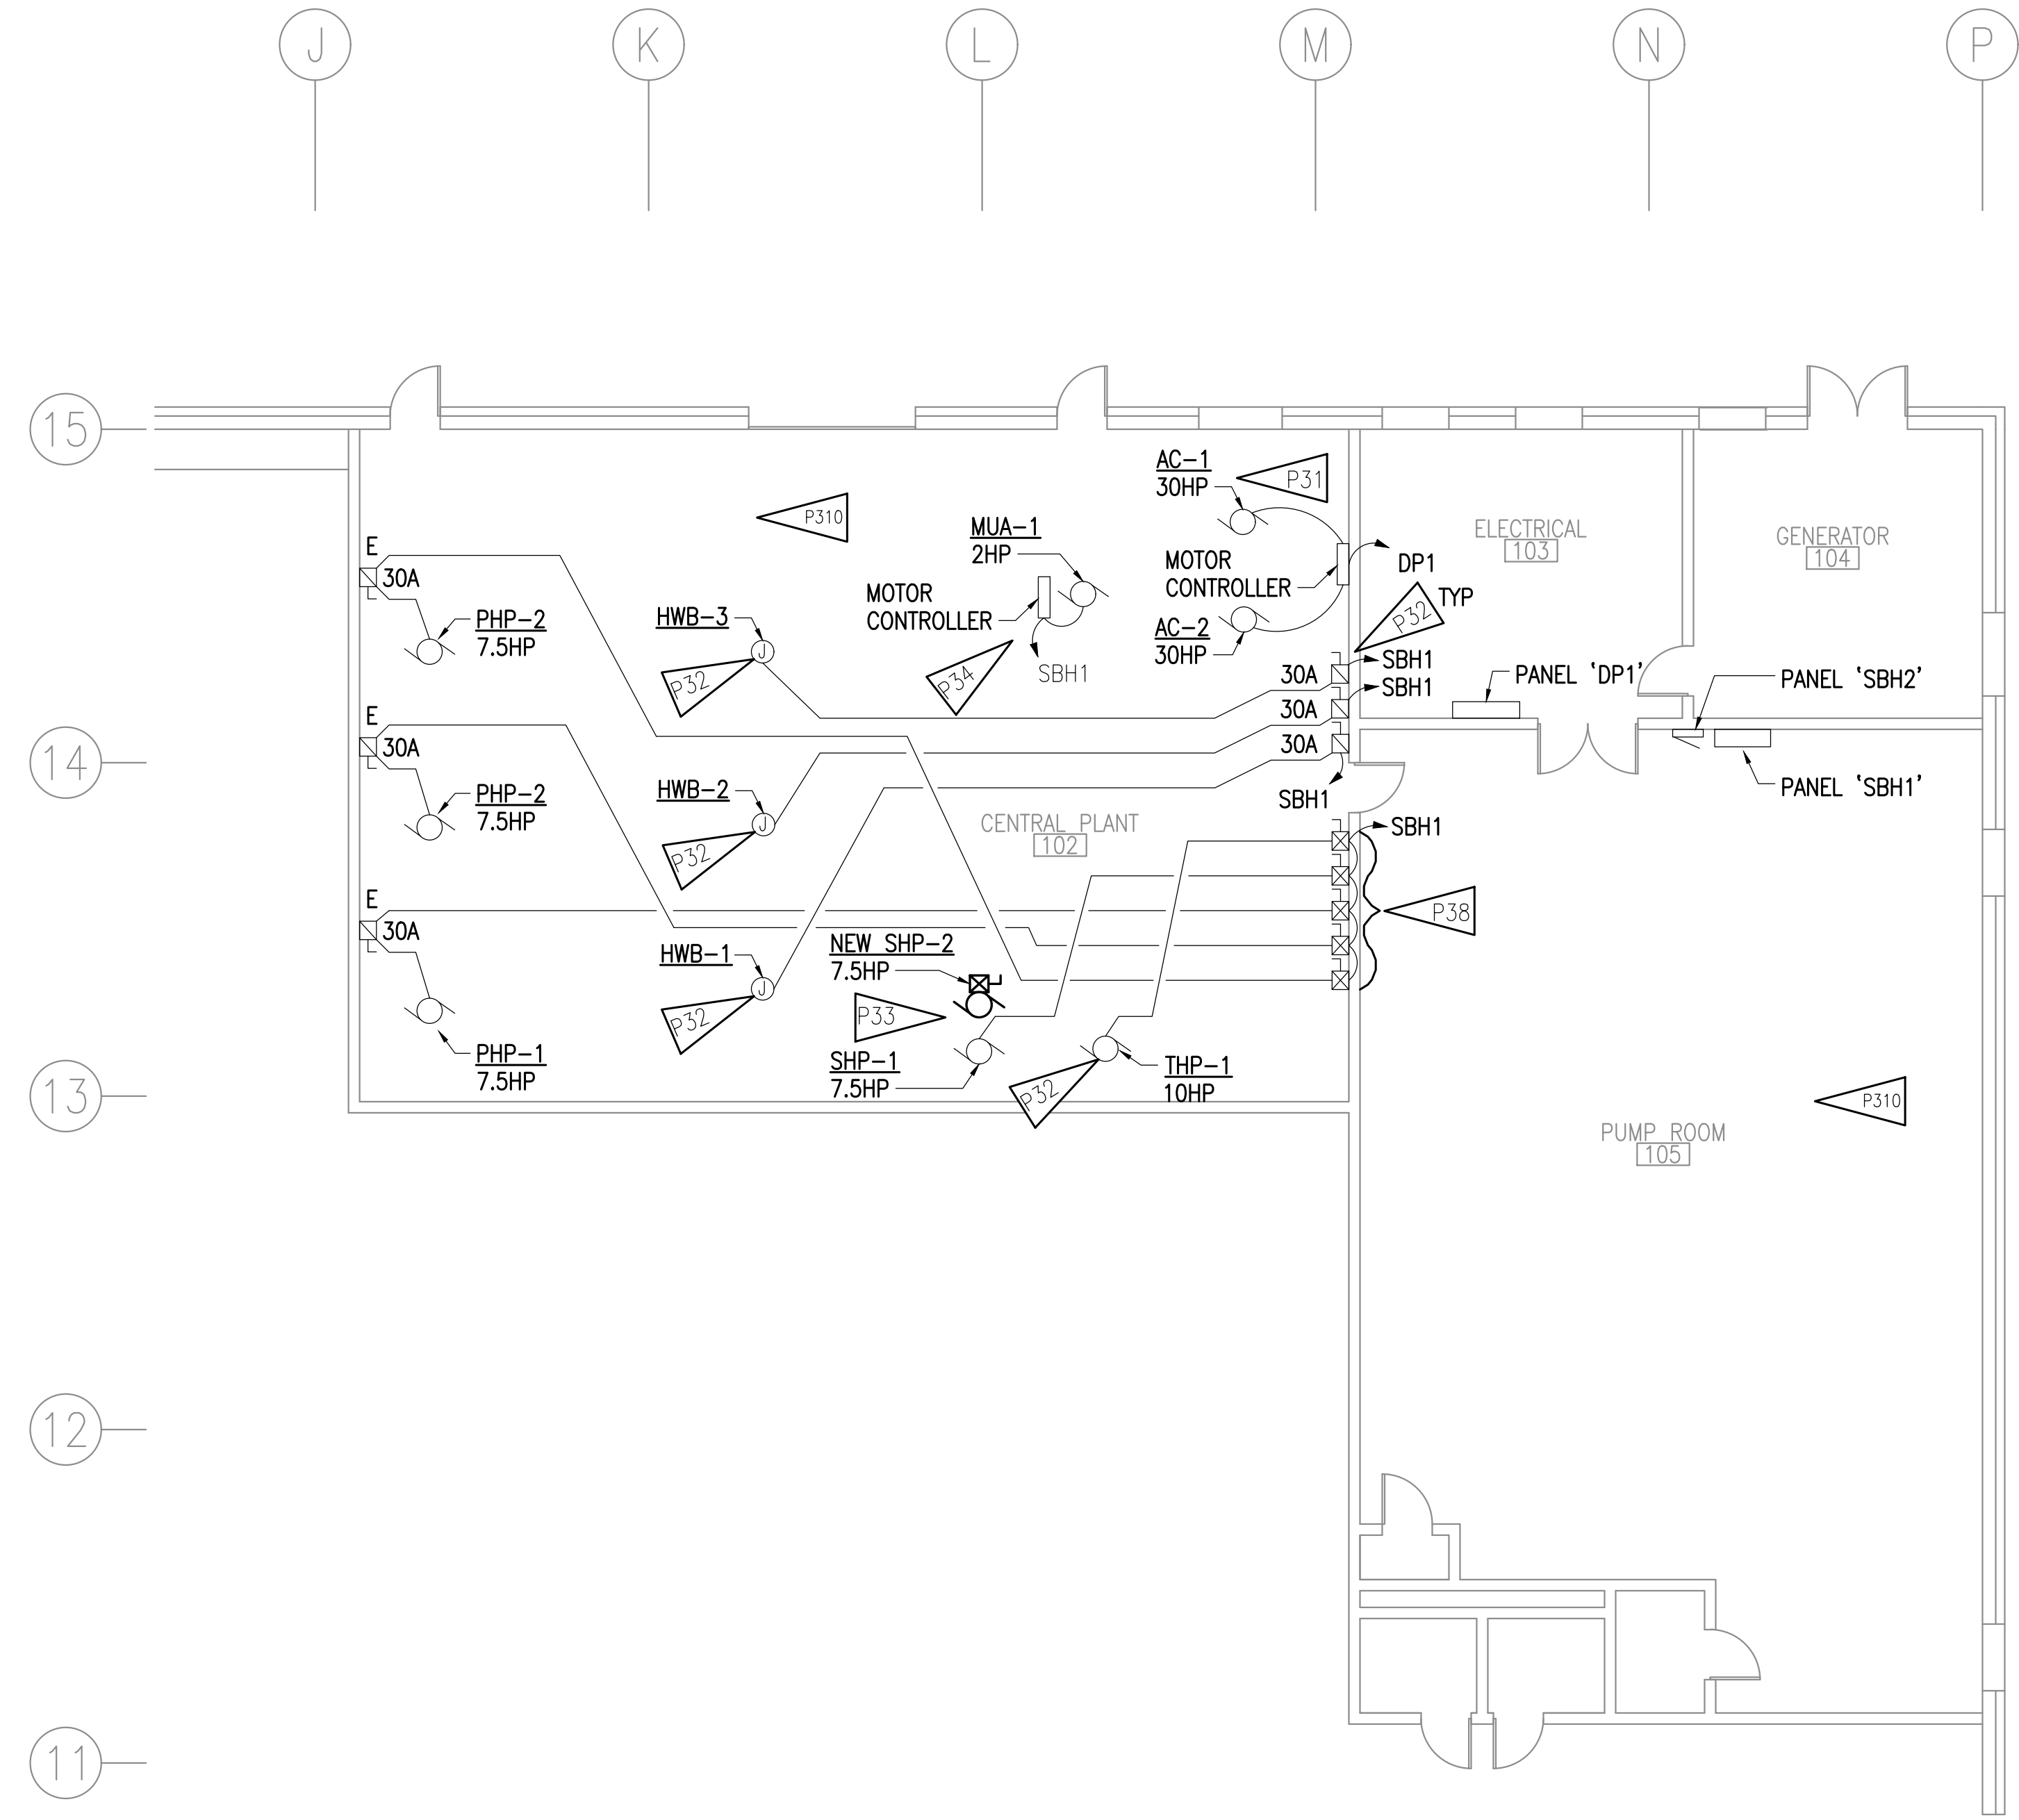 J
K
L
M
N
P
15
14
13
12
11
AC-1
30HP
P31
P310
MUA-1
2HP
MOTOR
CONTROLLER
DP1
MOTOR
CONTROLLER
AC-2
30HP
P32
TYP
ELECTRICAL
103
GENERATOR
104
E
30A
PHP-2
7.5HP
HWB-3
P32
P34
SBH1
30A
SBH1
30A
SBH1
30A
SBH1
PANEL 'DP1'
PANEL 'SBH2'
PANEL 'SBH1'
E
30A
PHP-2
7.5HP
HWB-2
P32
CENTRAL PLANT
102
SBH1
P38
E
30A
PHP-1
7.5HP
HWB-1
P32
NEW SHP-2
7.5HP
P33
SHP-1
7.5HP
P32
THP-1
10HP
J
J
J
P310
PUMP ROOM
105